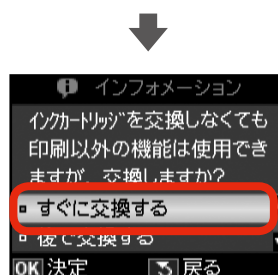 インフォメーション
インクカートリッジを交換しなくても
印刷以外の機能は使用でき
ますが、交換しますか?
すぐに交換する
後で交換する
OK 決定 戻る